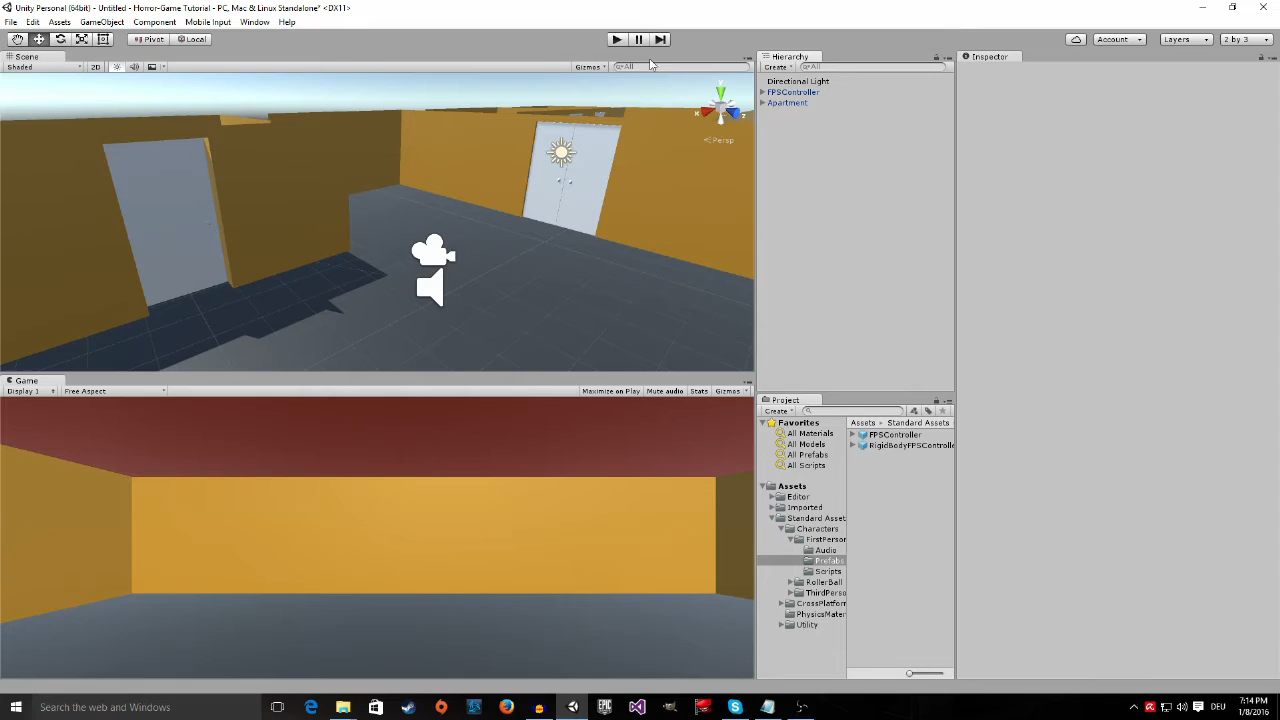 Unity Personal (64bit) - Untitled - Horror-Game Tutorial - PC, Mac & Linux Standalone* <DX11>
File Edit Assets GameObject Component Mobile Input Window Help
Pivot Local Account Layers 2 by 3
Scene
Shaded 2D Gizmos All
Y
X
Z
Persp
Hierarchy
Create All
Directional Light
FPSController
Apartment
Inspector
Game
Display 1 Free Aspect Maximize on Play Mute audio Stats Gizmos
Project
Create
Favorites
All Materials
All Models
All Prefabs
All Scripts
Assets
Editor
Imported
Standard Asset
Characters
FirstPerson
Audio
Prefabs
Scripts
RollerBall
ThirdPerso
CrossPlatforn
PhysicsMater
Utility
Assets Standard Assets
FPSController
RigidBodyFPSControlle
Search the web and Windows
EPIC
GAMES
DEU
7:14 PM
1/8/2016